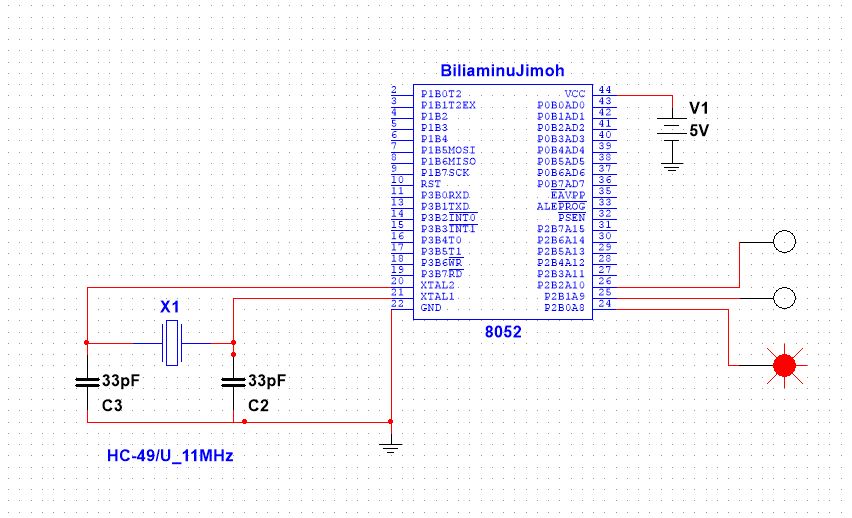 BiliaminuJimoh
2 P1B0T2 VCC 44
3 P1B1T2EX P0B0AD0 43
4 P1B2 P0B1AD1 42
5 P1B3 P0B2AD2 41
6 P1B4 P0B3AD3 40
7 P1B5MOSI P0B4AD4 39
8 P1B6MISO P0B5AD5 38
9 P1B7SCK P0B6AD6 37
10 RST P0B7AD7 36
11 P3B0RXD EAVPP 35
13 P3B1TXD ALEPROG 33
14 P3B2INT0 PSEN 32
15 P3B3INT1 P2B7A15 31
16 P3B4T0 P2B6A14 30
17 P3B5T1 P2B5A13 29
18 P3B6WR P2B4A12 28
19 P3B7RD P2B3A11 27
20 XTAL2 P2B2A10 26
21 XTAL1 P2B1A9 25
22 GND P2B0A8 24
8052
V1
5V
X1
33pF
C3
33pF
C2
HC-49/U_11MHz